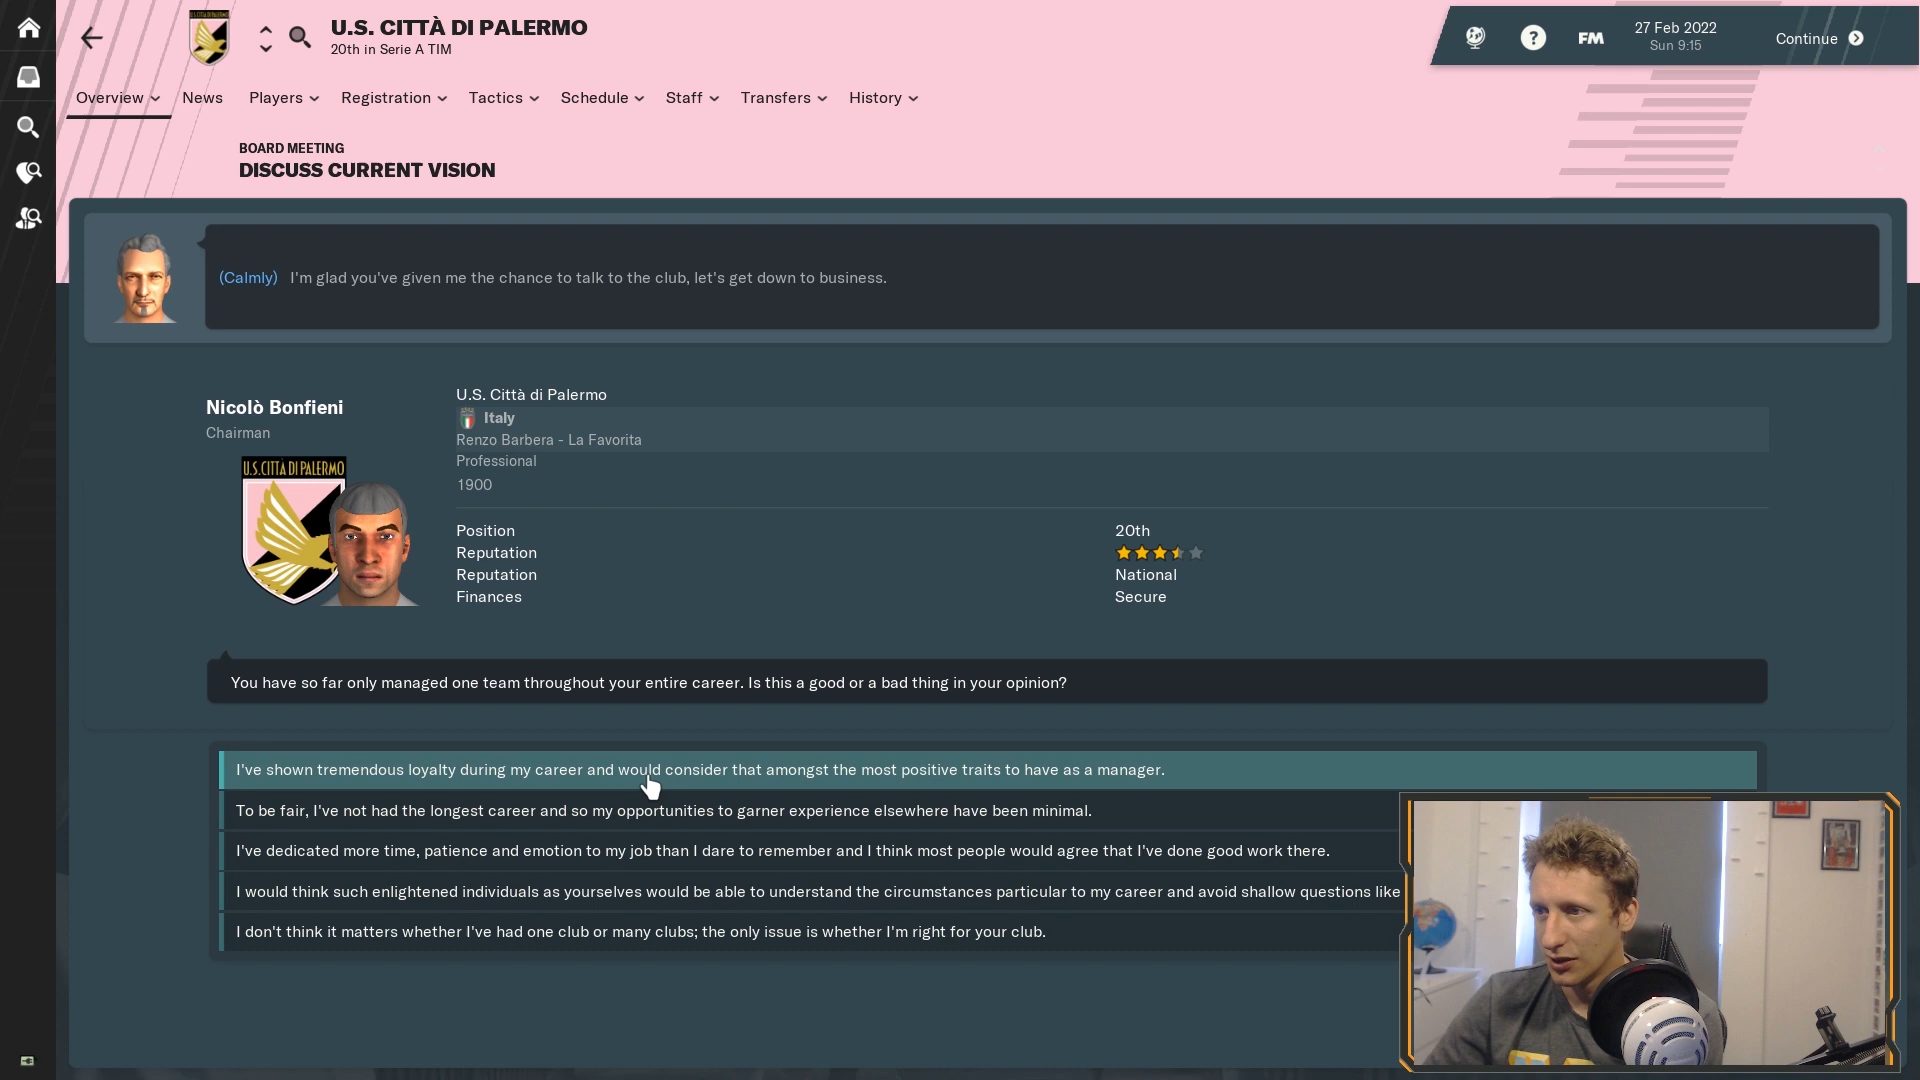 U.S. CITTÀ DI PALERMO
20th in Serie A TIM
FM
27 Feb 2022
Sun 9:15
Continue
Overview News Players Registration Tactics Schedule Staff Transfers History
BOARD MEETING
DISCUSS CURRENT VISION
(Calmly) I'm glad you've given me the chance to talk to the club, let's get down to business.
Nicolò Bonfieni
Chairman
U.S.CITTÀ DI PALERMO
U.S. Città di Palermo
Italy
Renzo Barbera - La Favorita
Professional
1900
Position 20th
Reputation
Reputation National
Finances Secure
You have so far only managed one team throughout your entire career. Is this a good or a bad thing in your opinion?
I've shown tremendous loyalty during my career and would consider that amongst the most positive traits to have as a manager.
To be fair, I've not had the longest career and so my opportunities to garner experience elsewhere have been minimal.
I've dedicated more time, patience and emotion to my job than I dare to remember and I think most people would agree that I've done good work there.
I would think such enlightened individuals as yourselves would be able to understand the circumstances particular to my career and avoid shallow questions like
I don't think it matters whether I've had one club or many clubs; the only issue is whether I'm right for your club.